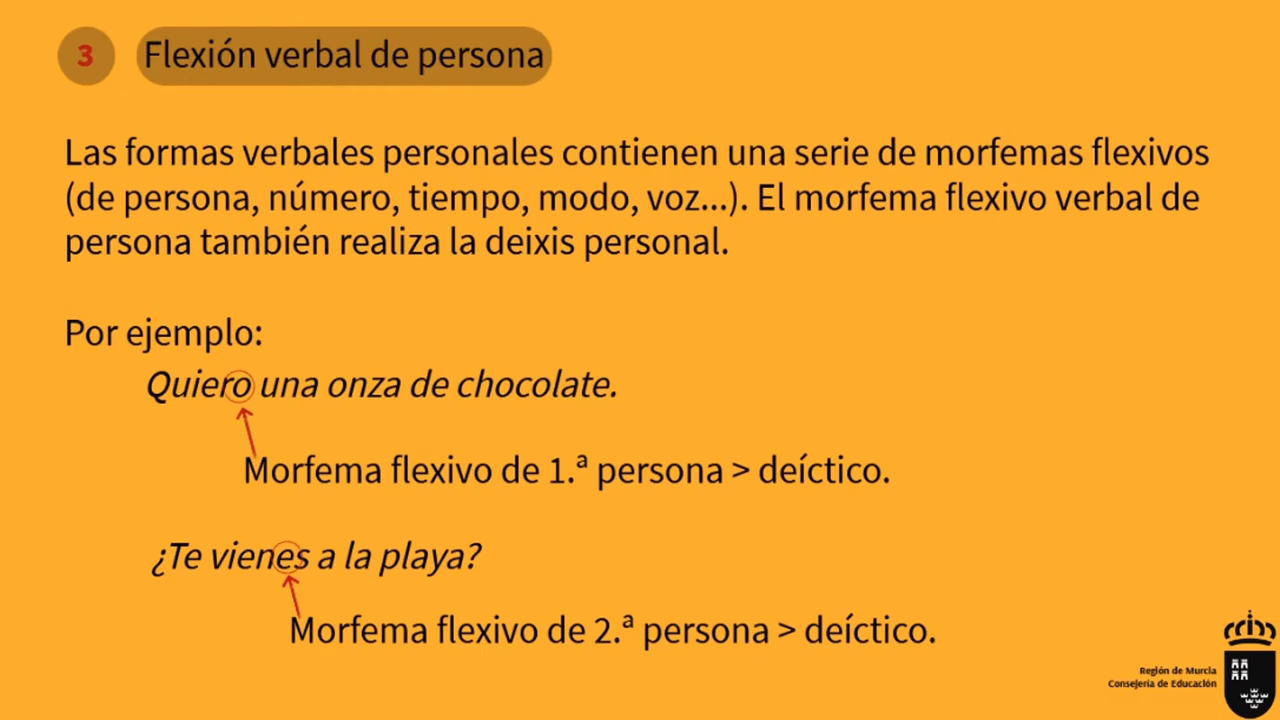 3 Flexión verbal de persona
Las formas verbales personales contienen una serie de morfemas flexivos
(de persona, número, tiempo, modo, voz...). El morfema flexivo verbal de
persona también realiza la deixis personal.
Por ejemplo:
Quiero una onza de chocolate.
Morfema flexivo de 1.ª persona > deíctico.
¿Te vienes a la playa?
Morfema flexivo de 2.ª persona > deíctico.
Región de Murcia
Consejería de Educación